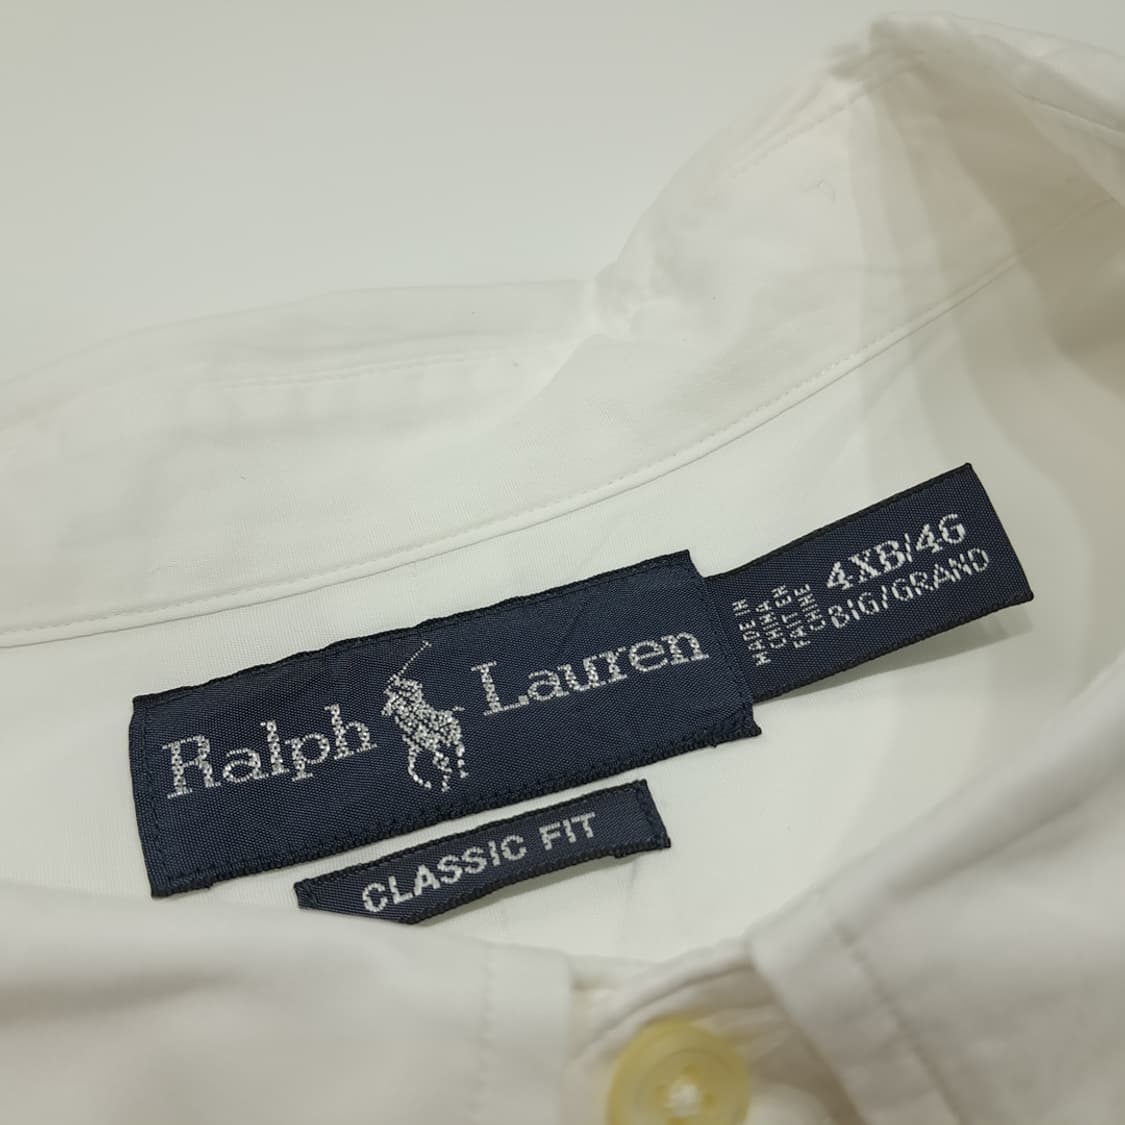 Ralph Lauren
MADE IN
CHINA
FAIT EN
CHINE
4XB/4G
BIG/GRAND
CLASSIC FIT